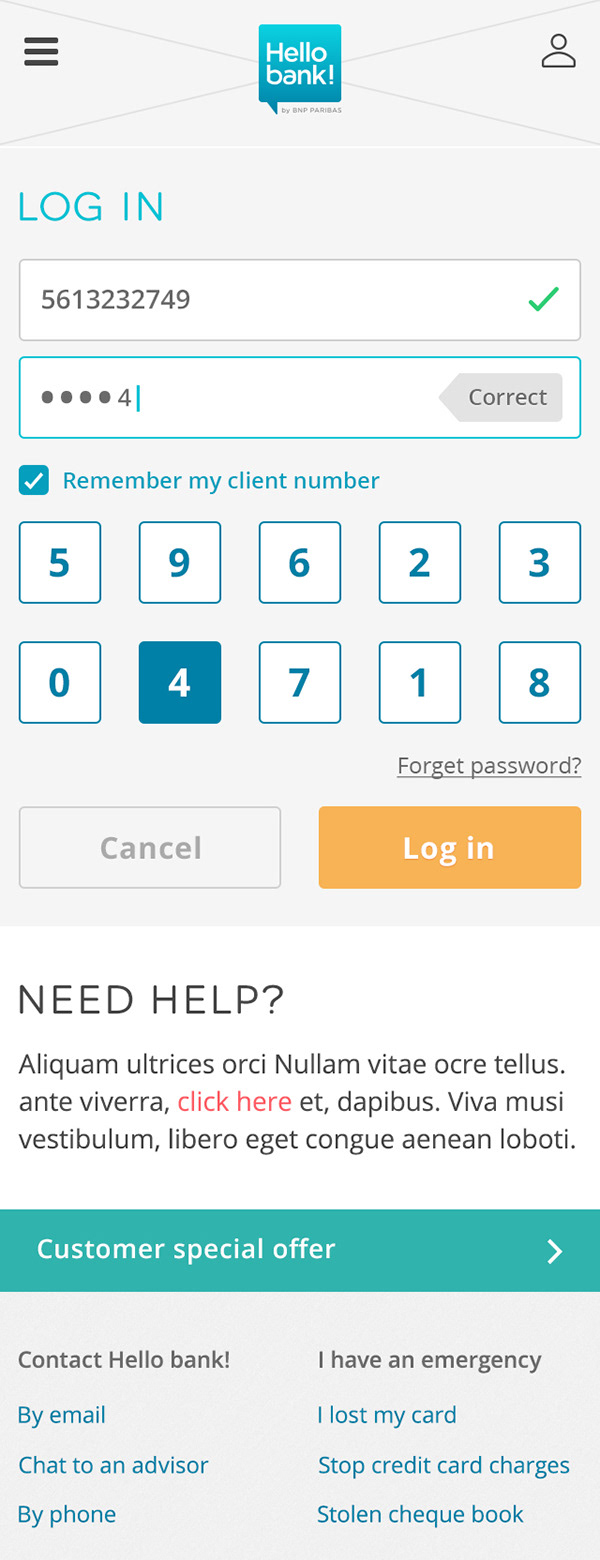 Hello
bank!
by BNP PARIBAS
LOG IN
5613232749
••••4
Correct
Remember my client number
5 9 6 2 3
0 4 7 1 8
Forget password?
Cancel
Log in
NEED HELP?
Aliquam ultrices orci Nullam vitae ocre tellus.
ante viverra, click here et, dapibus. Viva musi
vestibulum, libero eget congue aenean loboti.
Customer special offer
Contact Hello bank!
By email
Chat to an advisor
By phone
I have an emergency
I lost my card
Stop credit card charges
Stolen cheque book